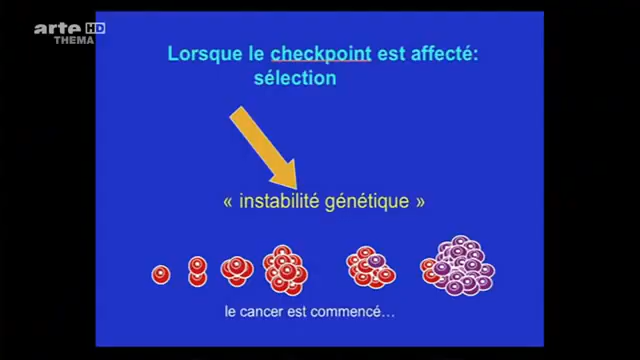 arte HD
THEMA
Lorsque le checkpoint est affecté:
sélection
« instabilité génétique »
le cancer est commencé...